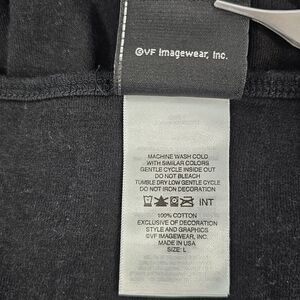 ©VF Imagewear, Inc.
MACHINE WASH COLD
WITH SIMILAR COLORS
GENTLE CYCLE INSIDE OUT
DO NOT BLEACH
TUMBLE DRY LOW GENTLE CYCLE
DO NOT IRON DECORATION
INT
100% COTTON
EXCLUSIVE OF DECORATION
STYLE AND GRAPHICS
©VF IMAGEWEAR, INC.
MADE IN USA
SIZE: L